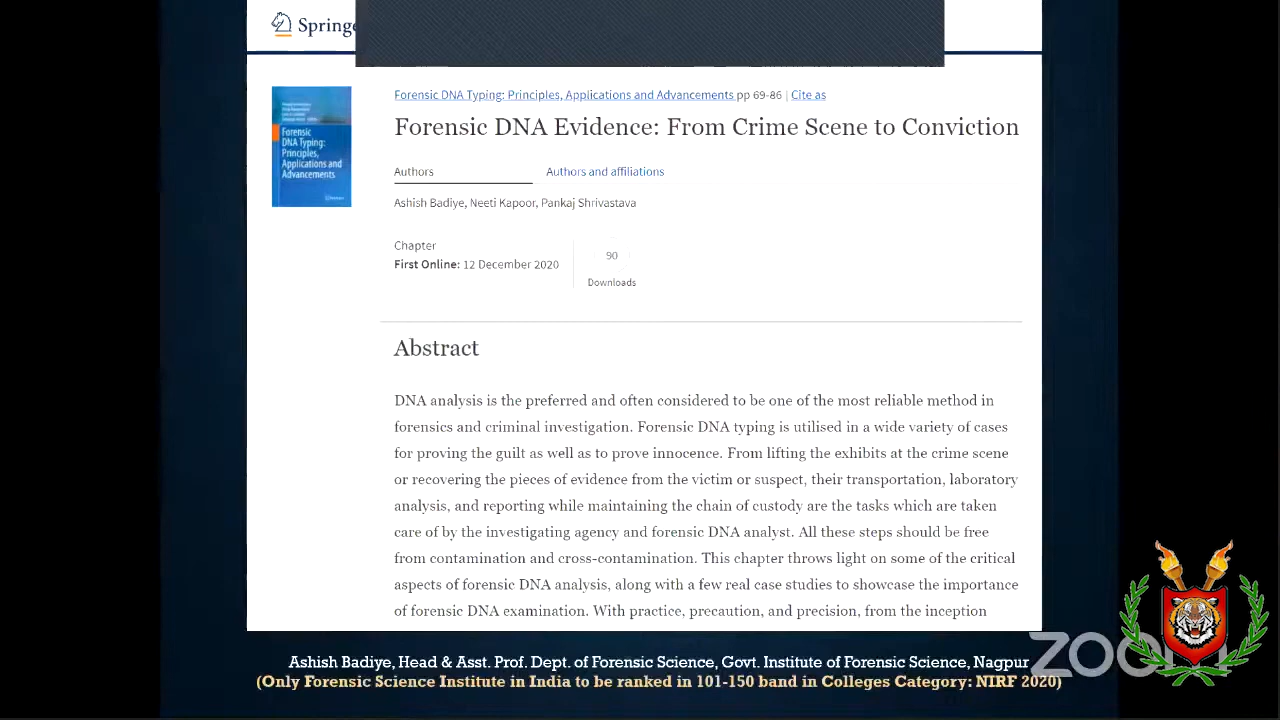 Springe
Forensic DNA Typing: Principles, Applications and Advancements pp 69-86 | Cite as
Forensic DNA Evidence: From Crime Scene to Conviction
Forensic
DNA Typing:
Principles,
Applications and
Advancements
Authors
Authors and affiliations
Ashish Badiye, Neeti Kapoor, Pankaj Shrivastava
Chapter
First Online: 12 December 2020
90
Downloads
Abstract
DNA analysis is the preferred and often considered to be one of the most reliable method in
forensics and criminal investigation. Forensic DNA typing is utilised in a wide variety of cases
for proving the guilt as well as to prove innocence. From lifting the exhibits at the crime scene
or recovering the pieces of evidence from the victim or suspect, their transportation, laboratory
analysis, and reporting while maintaining the chain of custody are the tasks which are taken
care of by the investigating agency and forensic DNA analyst. All these steps should be free
from contamination and cross-contamination. This chapter throws light on some of the critical
aspects of forensic DNA analysis, along with a few real case studies to showcase the importance
of forensic DNA examination. With practice, precaution, and precision, from the inception
Ashish Badiye, Head & Asst. Prof. Dept. of Forensic Science, Govt. Institute of Forensic Science, Nagpur
(Only Forensic Science Institute in India to be ranked in 101-150 band in Colleges Category: NIRF 2020)
zoom